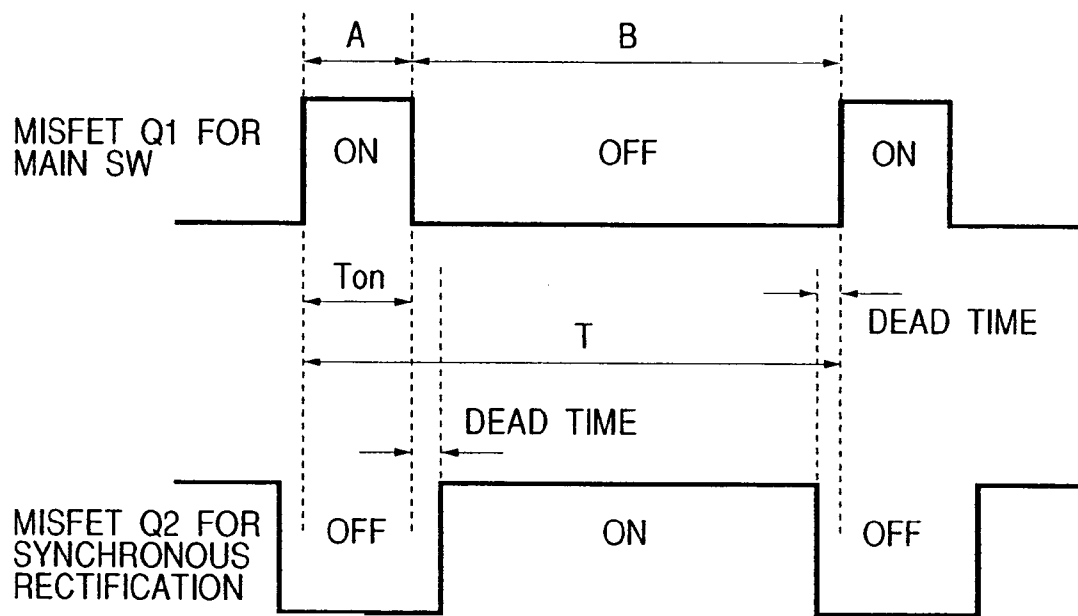 A
B
MISFET Q1 FOR
MAIN SW
ON
OFF
ON
Ton
DEAD TIME
T
DEAD TIME
MISFET Q2 FOR
SYNCHRONOUS
RECTIFICATION
OFF
ON
OFF